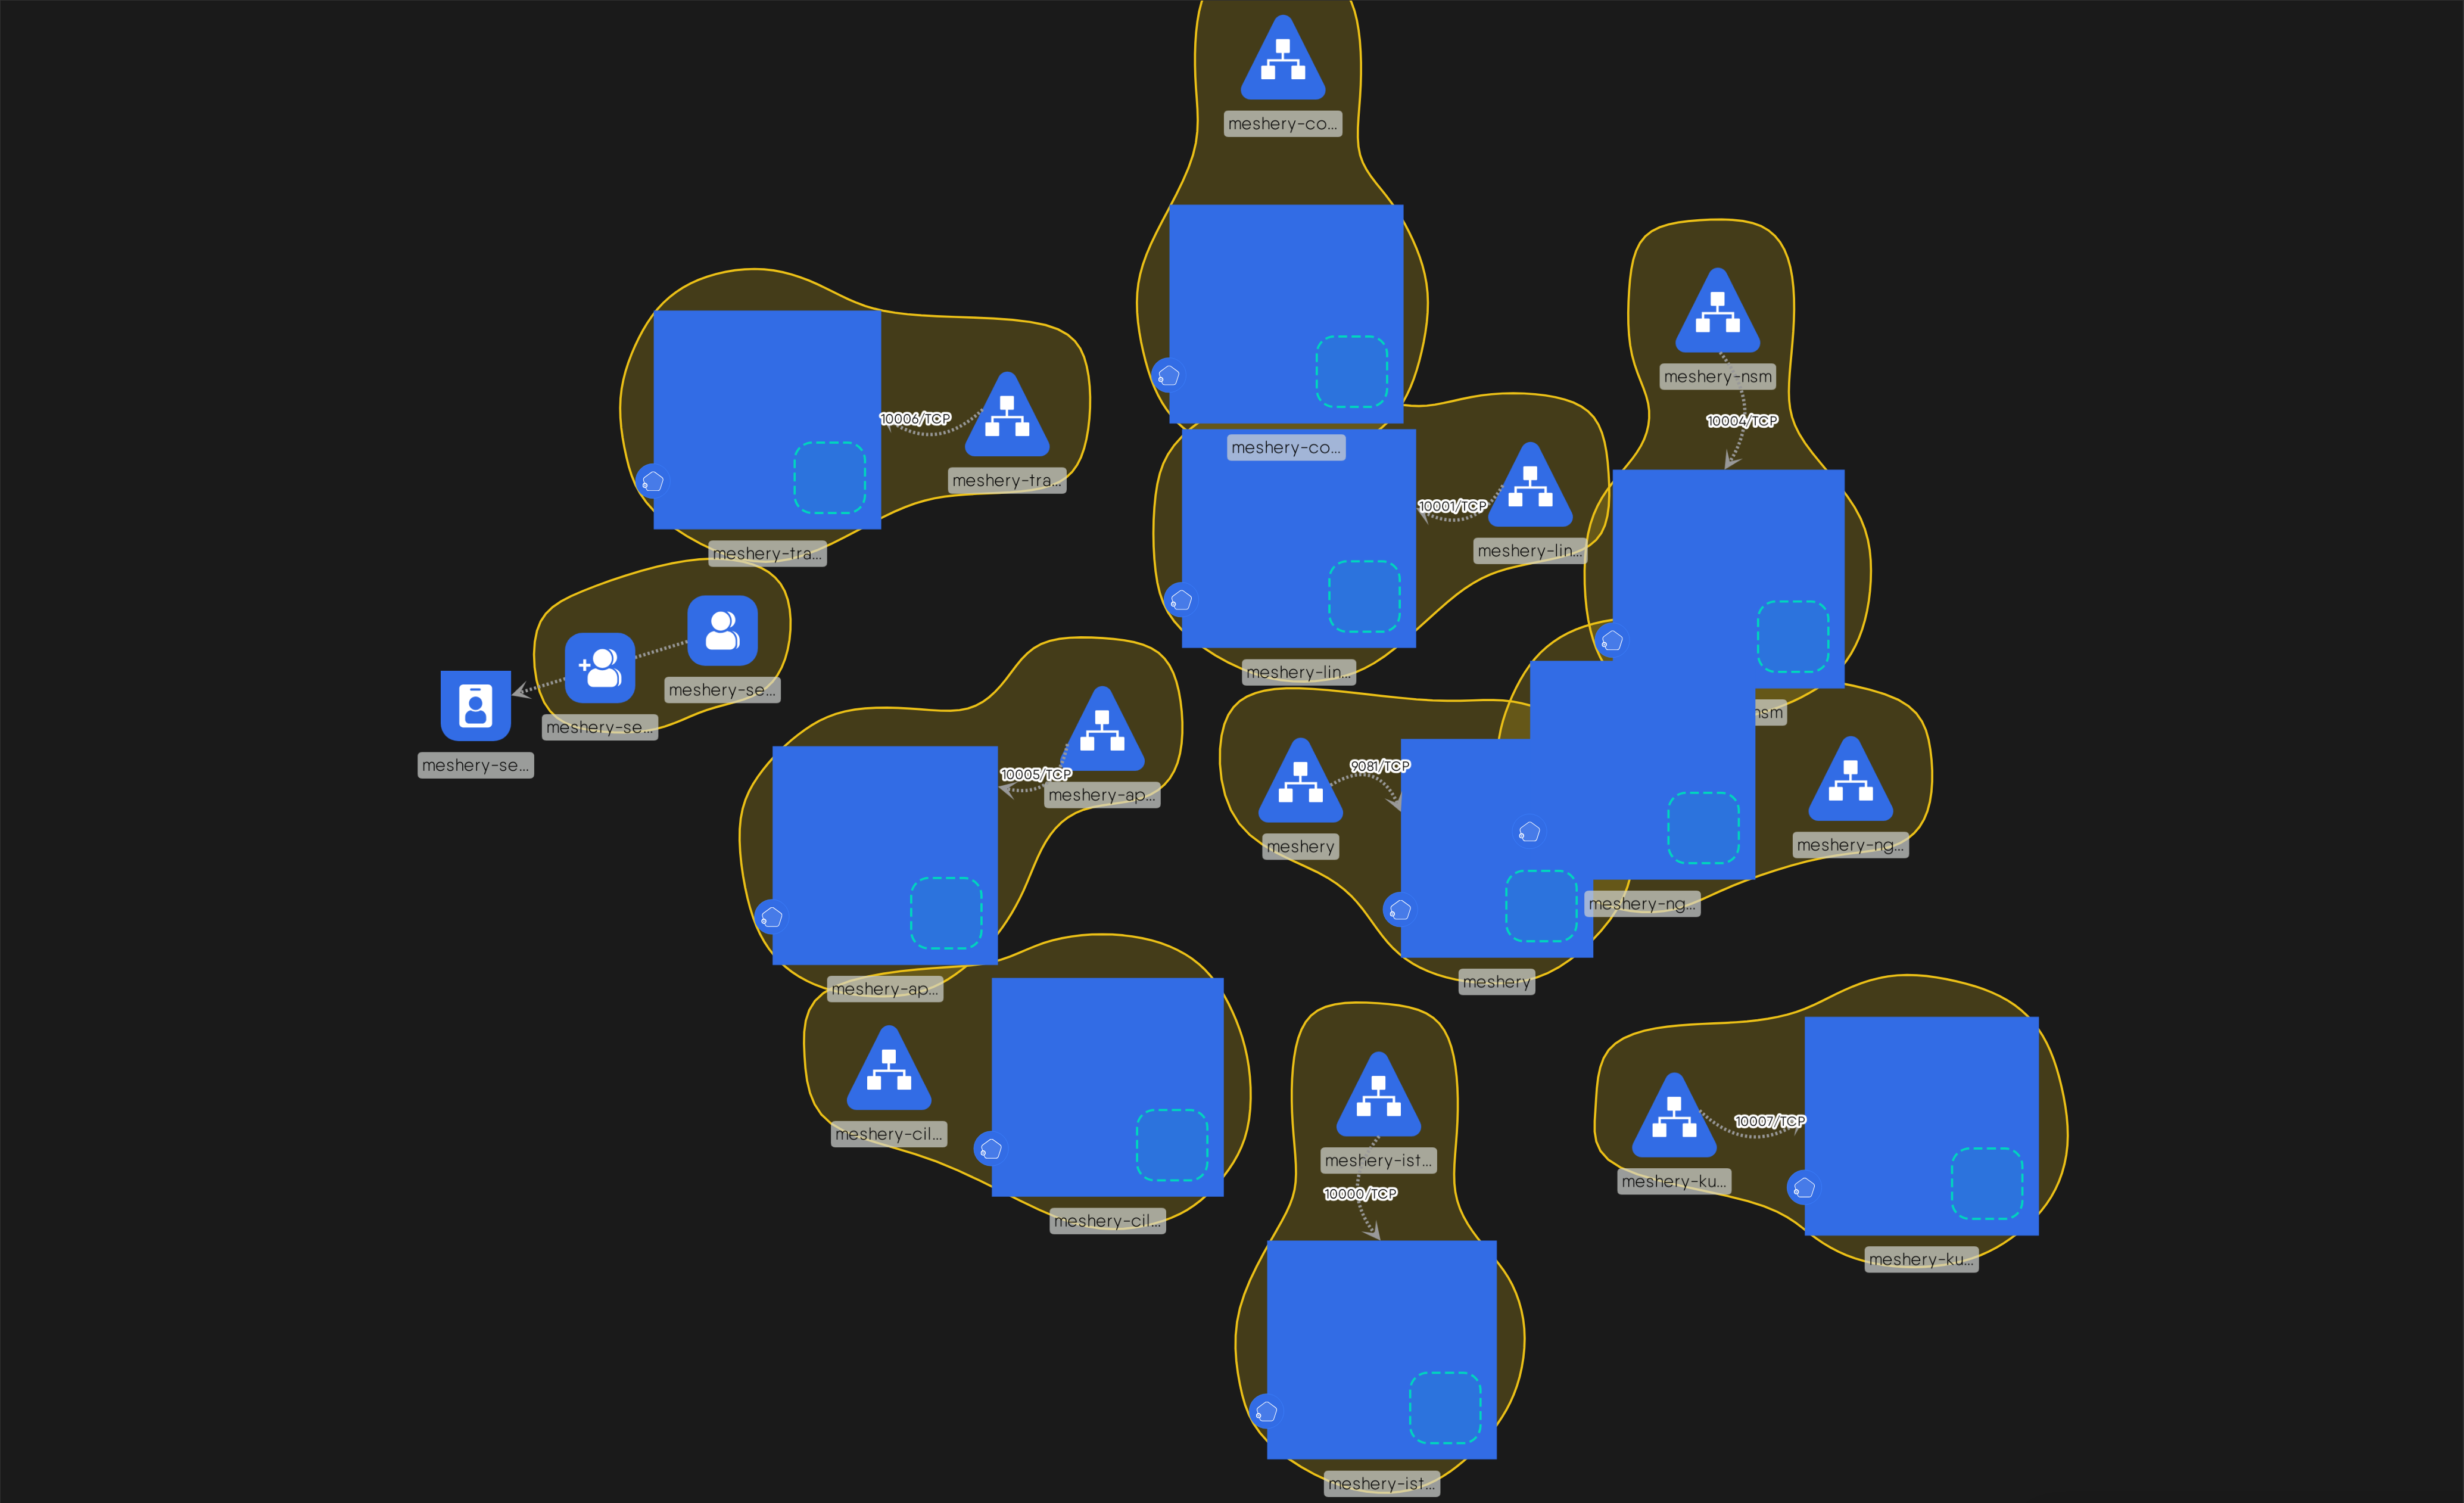 meshery-co...
meshery-nsm
10004/TCP
10006/TCP
meshery-tra...
meshery-co...
10001/TCP
meshery-lin...
meshery-tra...
meshery-lin...
meshery-se...
meshery-se...
meshery-se...
nsm
10005/TCP
meshery-ap...
9081/TCP
meshery
meshery-ng...
meshery-ng...
meshery
meshery-ap...
meshery-cil...
meshery-cil...
meshery-ist...
10000/TCP
10007/TCP
meshery-ku...
meshery-ku...
meshery-ist...